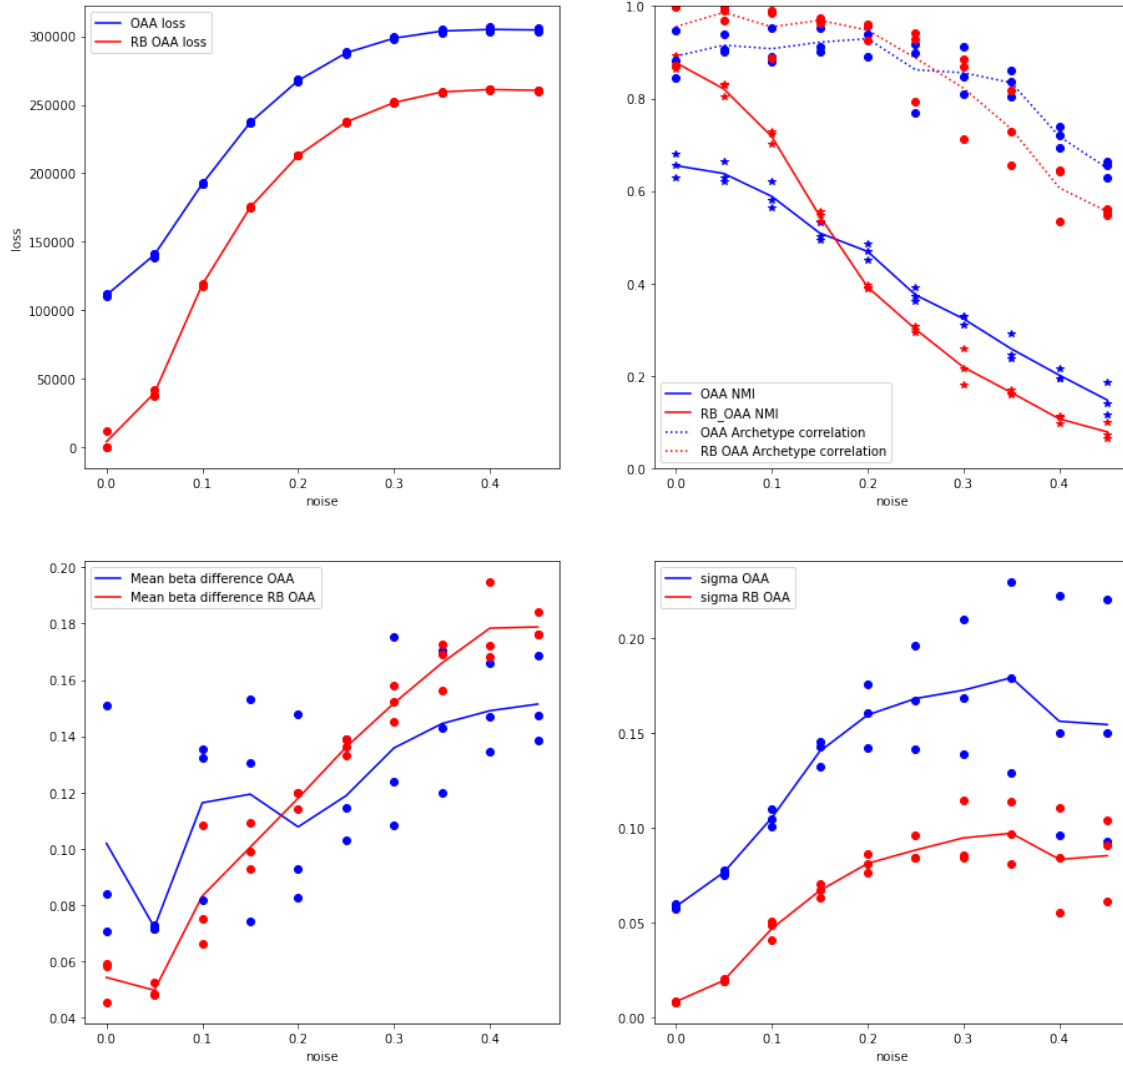 OAA loss
RB OAA loss
300000
250000
200000
150000
100000
50000
0
loss
0.0 0.1 0.2 0.3 0.4
noise
1.0
0.8
0.6
0.4
0.2
0.0
OAA NMI
RB_OAA NMI
OAA Archetype correlation
RB OAA Archetype correlation
0.0 0.1 0.2 0.3 0.4
noise
Mean beta difference OAA
Mean beta difference RB OAA
0.20
0.18
0.16
0.14
0.12
0.10
0.08
0.06
0.04
0.0 0.1 0.2 0.3 0.4
noise
sigma OAA
sigma RB OAA
0.20
0.15
0.10
0.05
0.00
0.0 0.1 0.2 0.3 0.4
noise